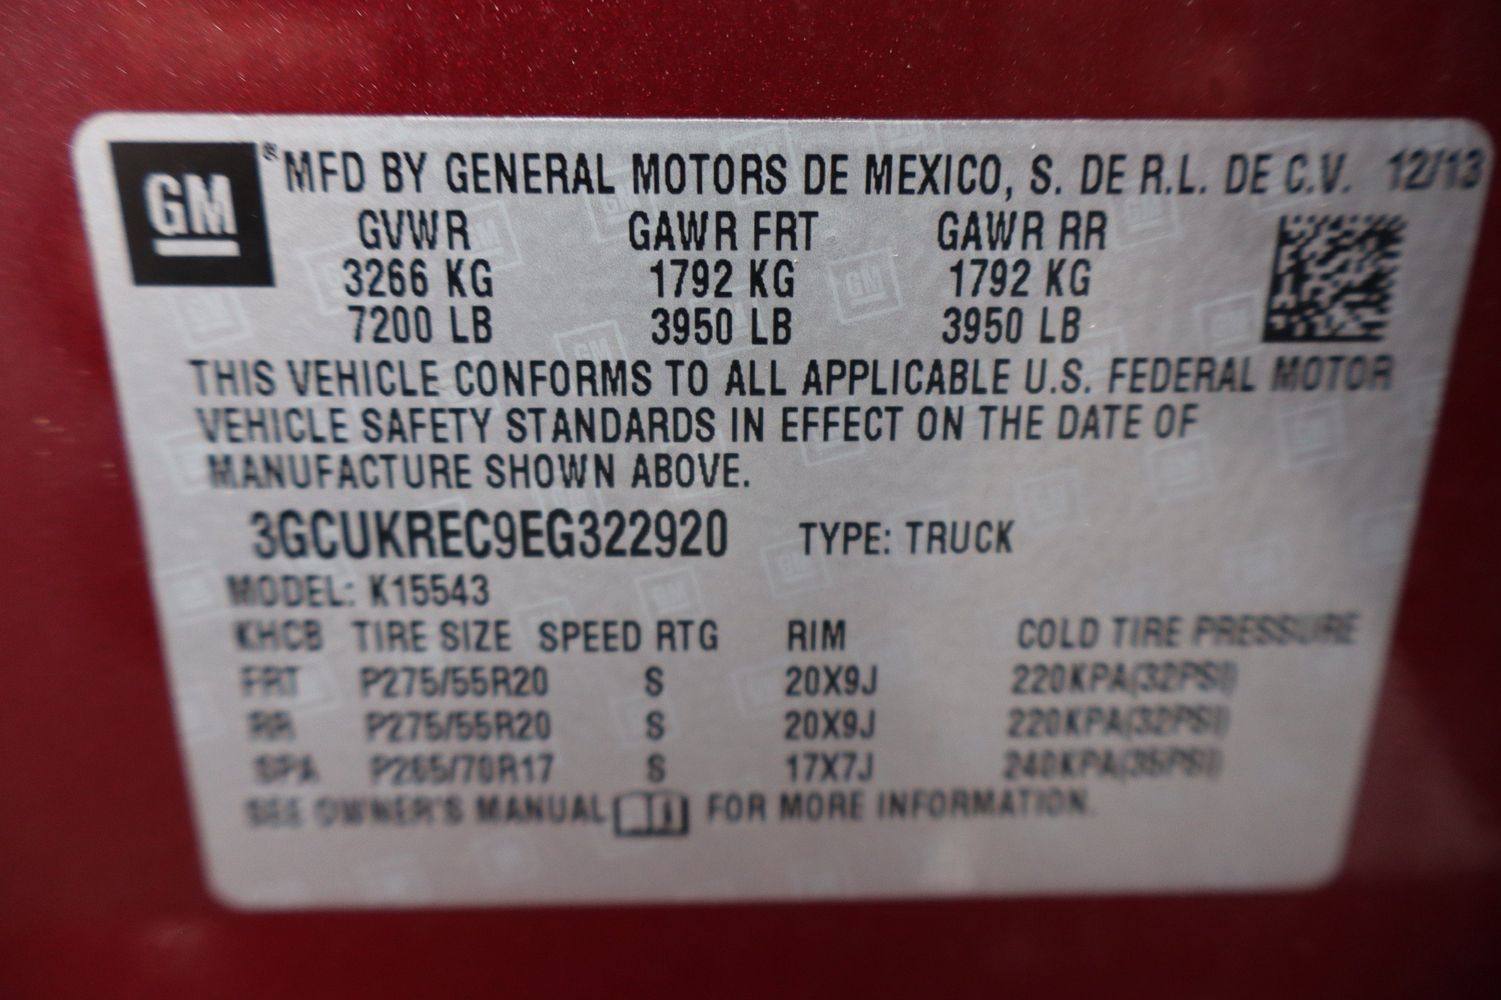 GM® MFD BY GENERAL MOTORS DE MEXICO, S. DE R.L. DE C.V. 12/13
GVWR GAWR FRT GAWR RR
3266 KG 1792 KG 1792 KG
7200 LB 3950 LB 3950 LB
THIS VEHICLE CONFORMS TO ALL APPLICABLE U.S. FEDERAL MOTOR
VEHICLE SAFETY STANDARDS IN EFFECT ON THE DATE OF
MANUFACTURE SHOWN ABOVE.
3GCUKREC9EG322920 TYPE: TRUCK
MODEL: K15543
KHCB TIRE SIZE SPEED RTG RIM COLD TIRE PRESSURE
FRT P275/55R20 S 20X9J 220KPA(32PSI)
RR P275/55R20 S 20X9J 220KPA(32PSI)
SPA P265/70R17 S 17X7J 240KPA(35PSI)
SEE OWNER'S MANUAL FOR MORE INFORMATION.